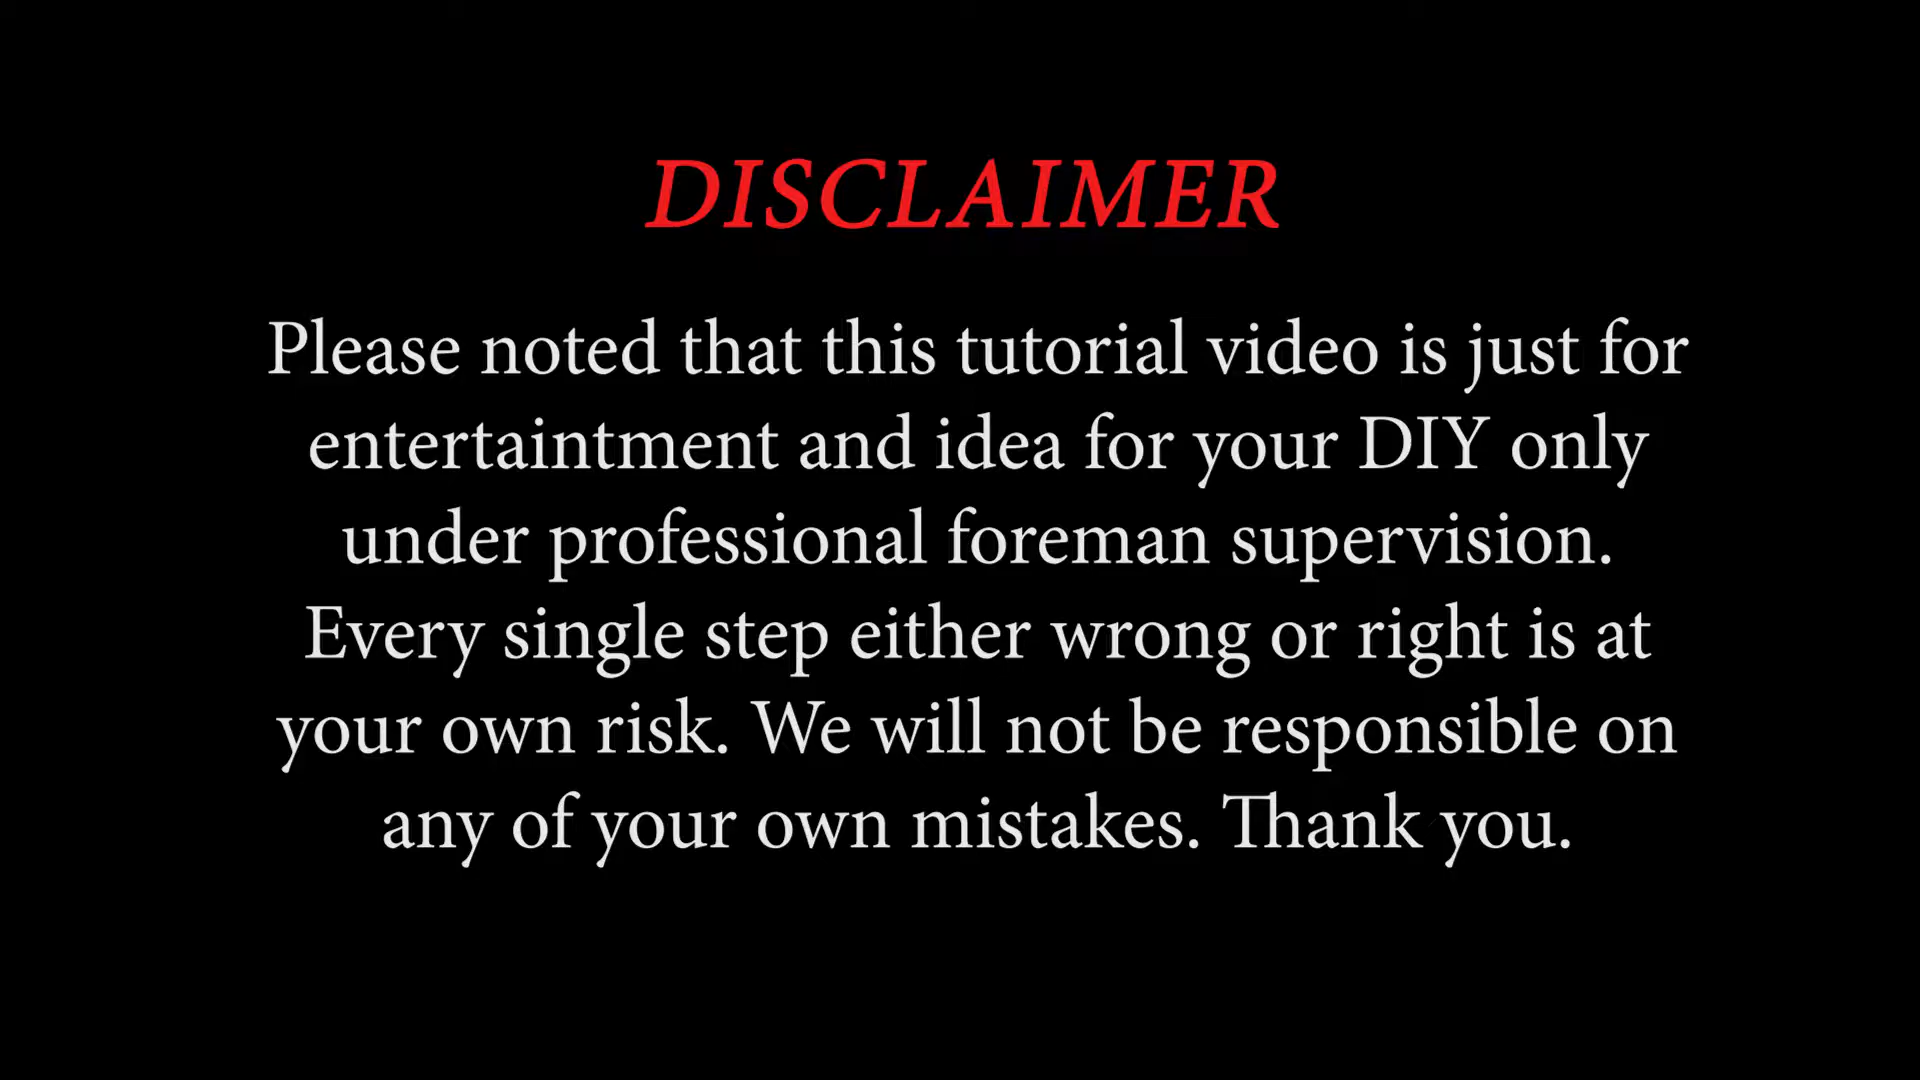 DISCLAIMER
Please noted that this tutorial video is just for
entertaintment and idea for your DIY only
under professional foreman supervision.
Every single step either wrong or right is at
your own risk. We will not be responsible on
any of your own mistakes. Thank you.